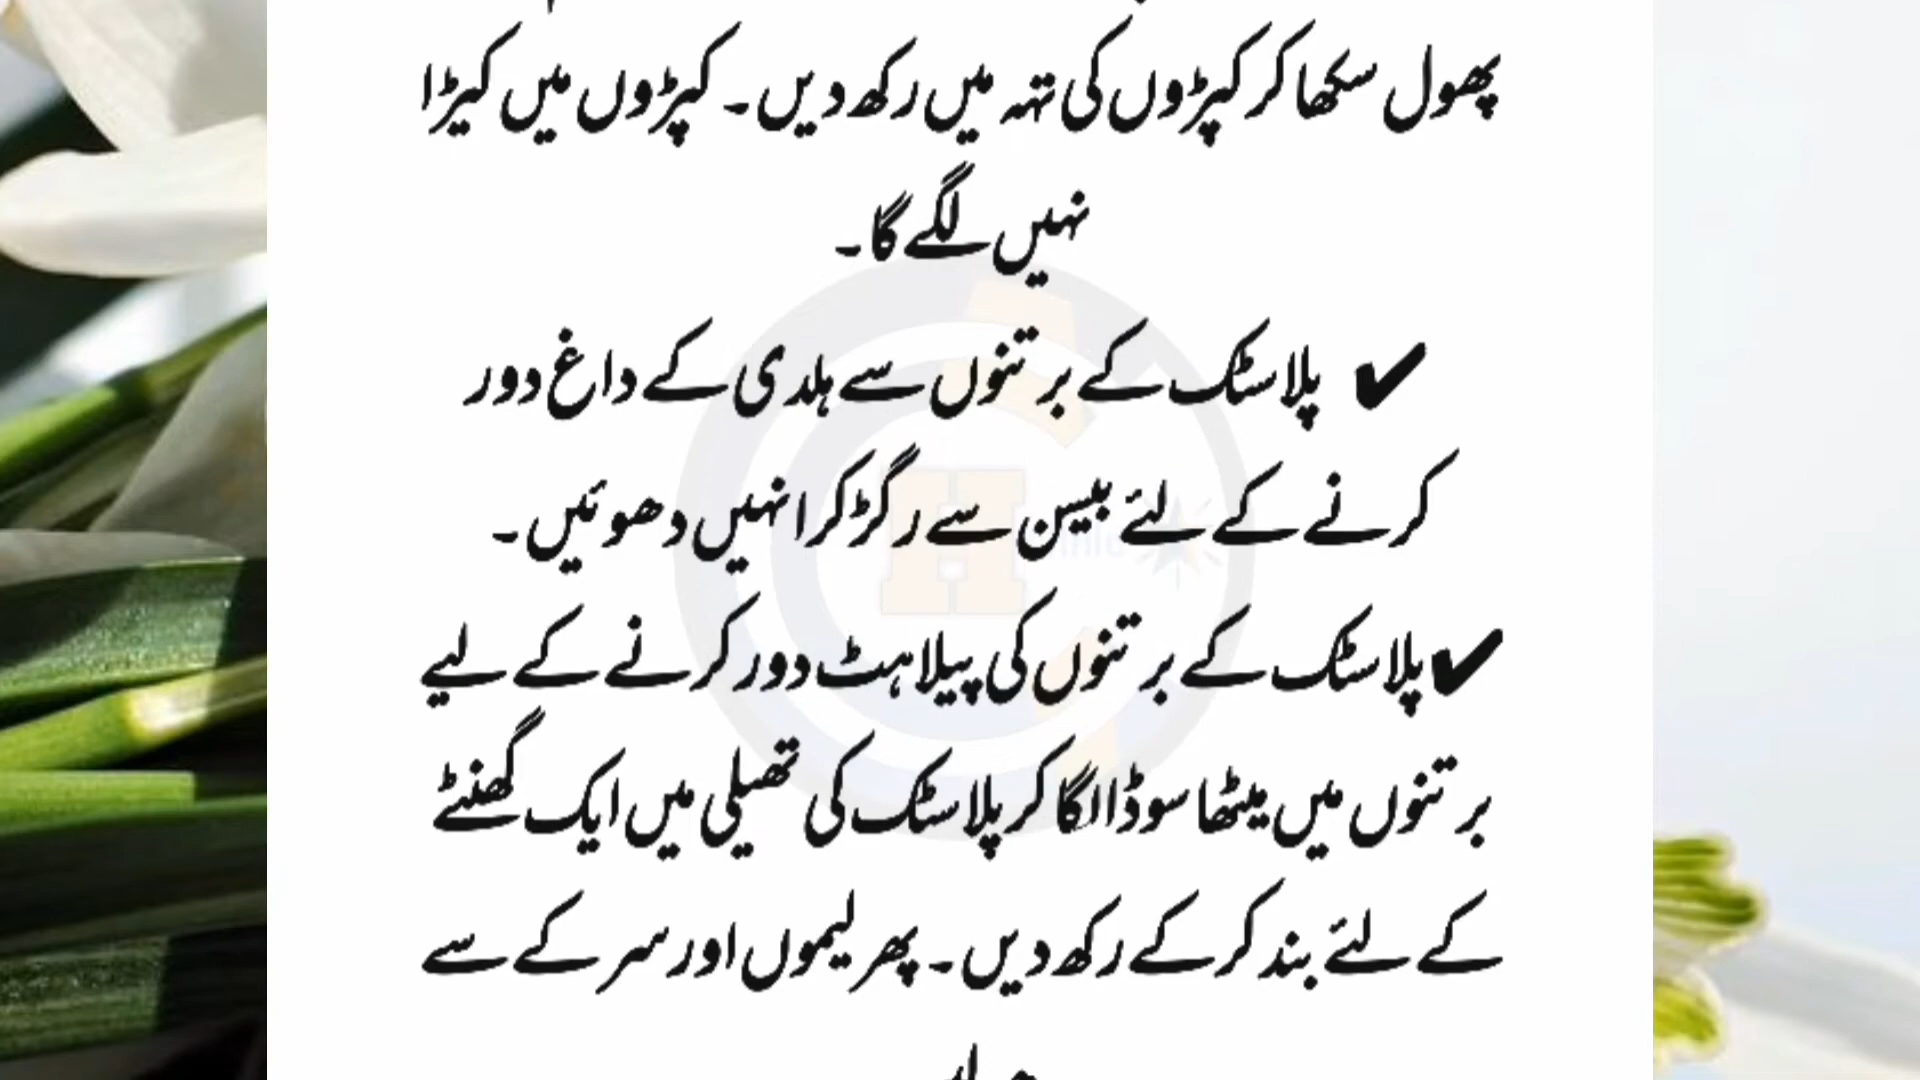 پھول سکھا کر کپڑوں کی تہہ میں رکھ دیں۔ کپڑوں میں کیڑا
نہیں لگے گا۔
✔ پلاسٹک کے برتنوں سے ہلدی کے داغ دور
کرنے کے لئے بیسن سے رگڑ کر انہیں دھوئیں۔
✔ پلاسٹک کے برتنوں کی پیلاہٹ دور کرنے کے لیے
برتنوں میں میٹھا سوڈا لگا کر پلاسٹک کی تھیلی میں ایک گھنٹے
کے لئے بند کر کے رکھ دیں۔ پھر لیموں اور سرکے سے